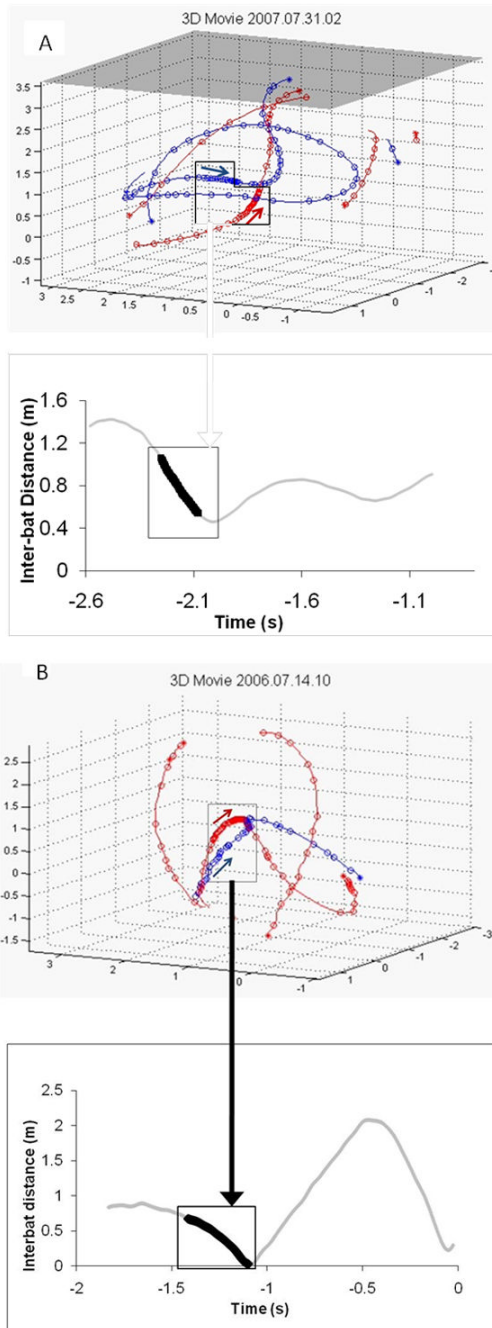 3D Movie 2007.07.31.02
A
3.5
3
2.5
2
1.5
1
0.5
0
-0.5
-1
3 2.5 2 1.5 1 0.5 0 -0.5 -1
1 0 -1 -2
Inter-bat Distance (m)
1.6
1.2
0.8
0.4
0
-2.6 -2.1 -1.6 -1.1
Time (s)
B
3D Movie 2006.07.14.10
2.5
2
1.5
1
0.5
0
-0.5
-1
-1.5
3 2 1 0 -1
1 0 -1 -2 -3
Interbat distance (m)
2.5
2
1.5
1
0.5
0
-2 -1.5 -1 -0.5 0
Time (s)